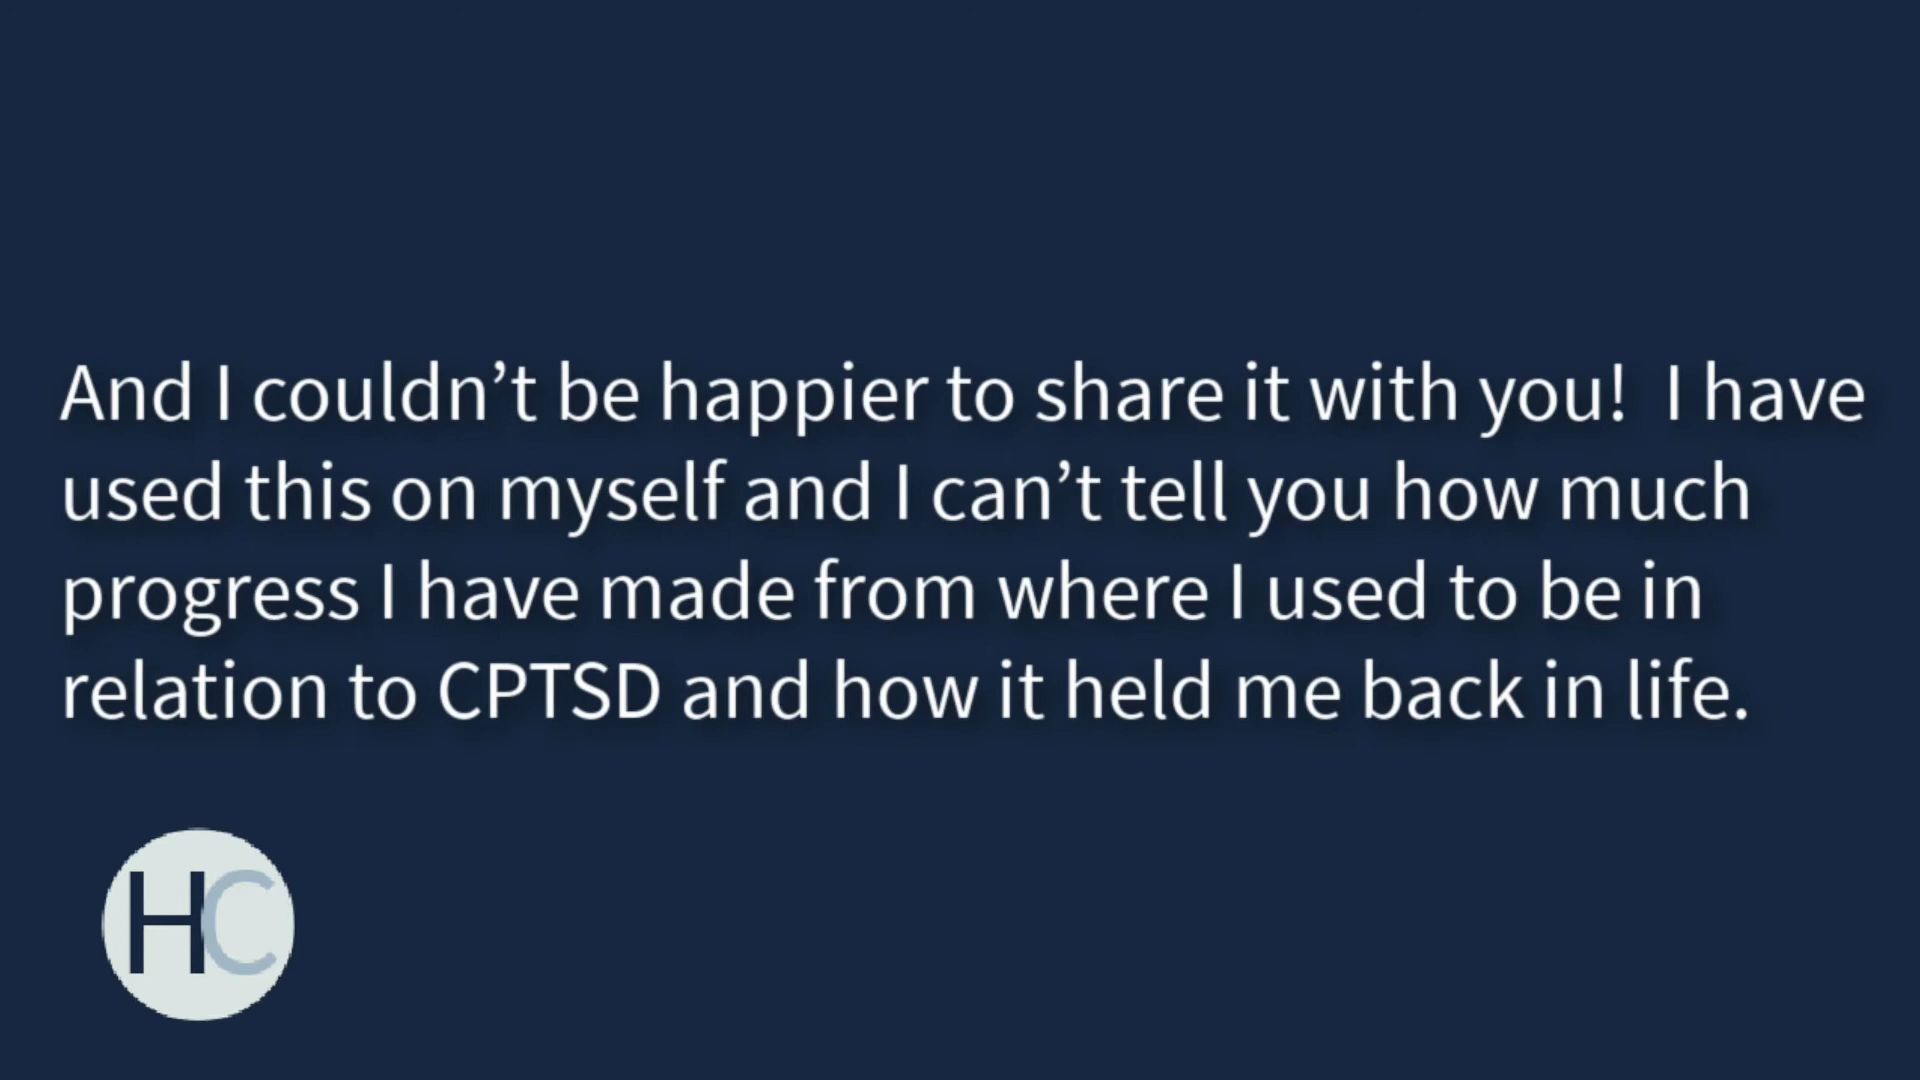 And I couldn’t be happier to share it with you!  I have
used this on myself and I can’t tell you how much
progress I have made from where I used to be in
relation to CPTSD and how it held me back in life.
HC